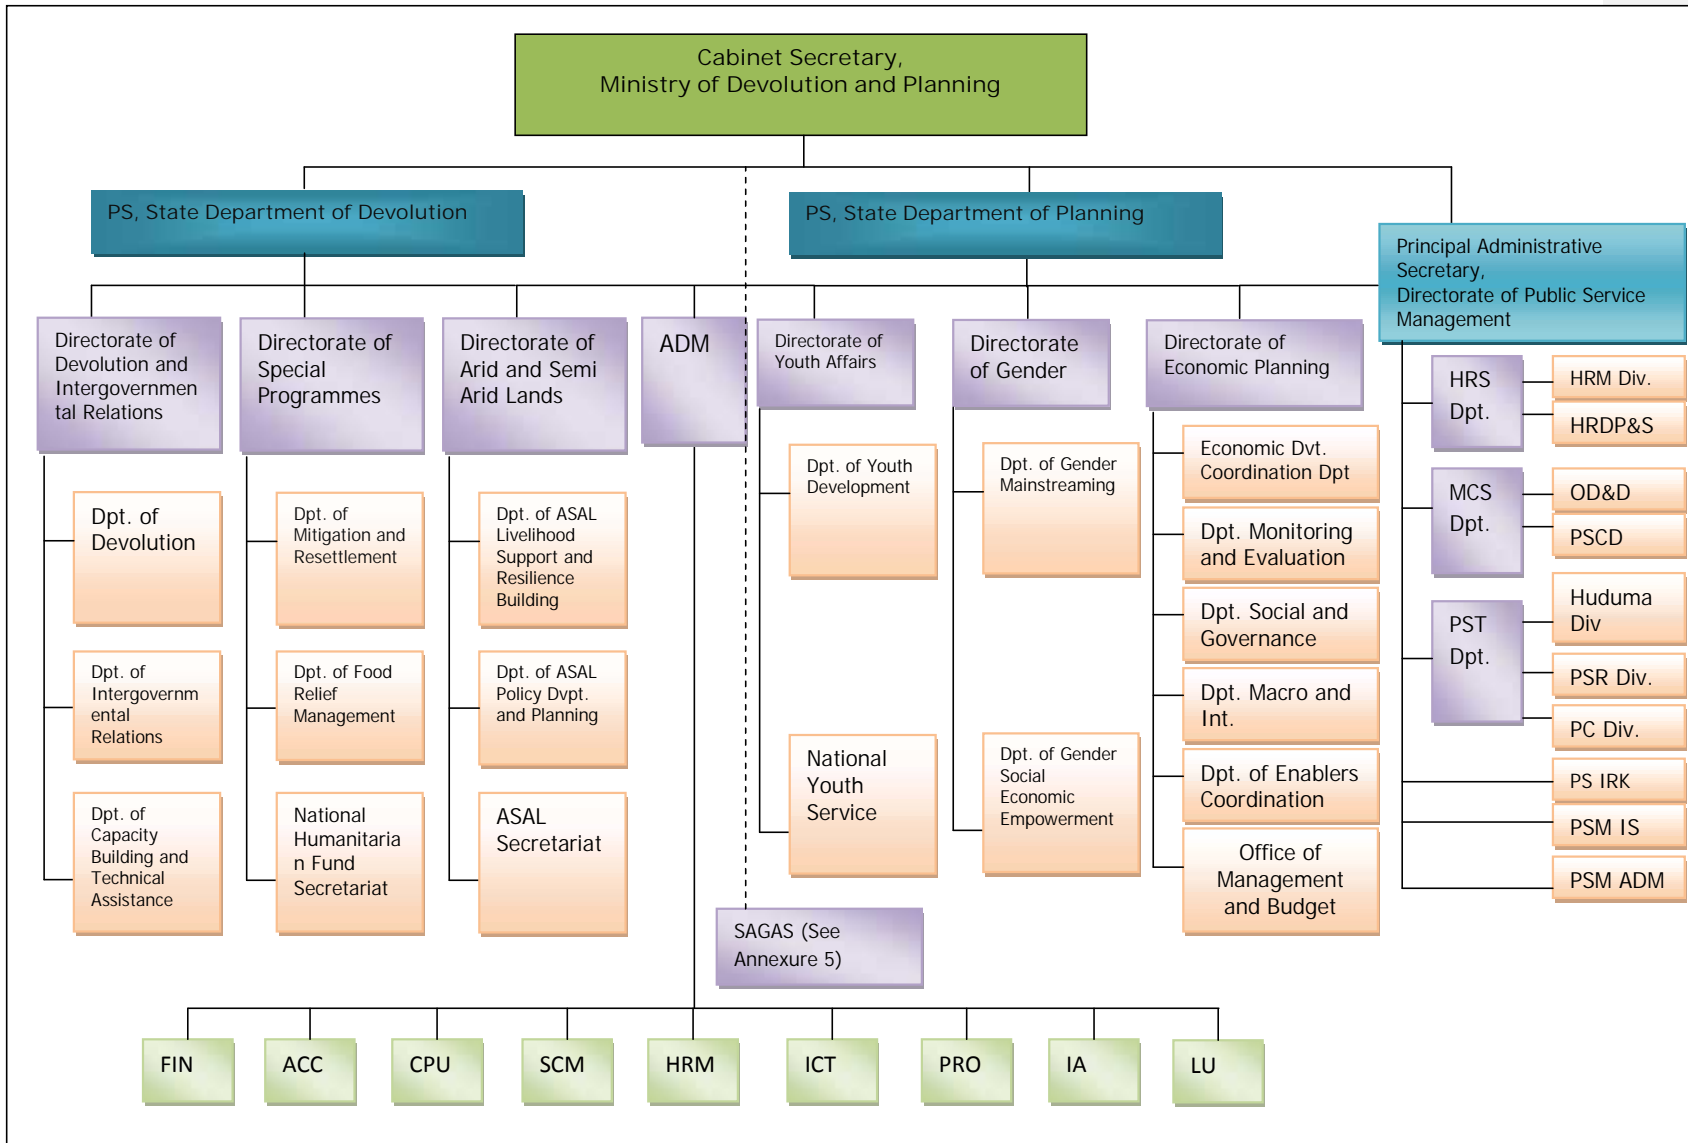 Cabinet Secretary,
Ministry of Devolution and Planning
PS, State Department of Devolution
PS, State Department of Planning
Principal Administrative
Secretary,
Directorate of Public Service
Management
Directorate of
Devolution and
Intergovernmen
tal Relations
Directorate of
Special
Programmes
Directorate of
Arid and Semi
Arid Lands
ADM
Directorate of
Youth Affairs
Directorate
of Gender
Directorate of
Economic Planning
Dpt. of
Devolution
Dpt. of
Intergovernm
ental
Relations
Dpt. of
Capacity
Building and
Technical
Assistance
Dpt. of
Mitigation and
Resettlement
Dpt. of Food
Relief
Management
National
Humanitaria
n Fund
Secretariat
Dpt. of ASAL
Livelihood
Support and
Resilience
Building
Dpt. of ASAL
Policy Dvpt.
and Planning
ASAL
Secretariat
Dpt. of Youth
Development
National
Youth
Service
Dpt. of Gender
Mainstreaming
Dpt. of Gender
Social
Economic
Empowerment
Economic Dvt.
Coordination Dpt
Dpt. Monitoring
and Evaluation
Dpt. Social and
Governance
Dpt. Macro and
Int.
Dpt. of Enablers
Coordination
Office of
Management
and Budget
HRS
Dpt.
HRM Div.
HRDP&S
MCS
Dpt.
OD&D
PSCD
PST
Dpt.
Huduma
Div
PSR Div.
PC Div.
PS IRK
PSM IS
PSM ADM
SAGAS (See
Annexure 5)
FIN
ACC
CPU
SCM
HRM
ICT
PRO
IA
LU